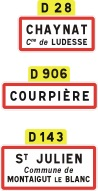 D 28
CHAYNAT
Cne de LUDESSE
D 906
COURPIÈRE
D 143
ST JULIEN
Commune de
MONTAIGUT LE BLANC